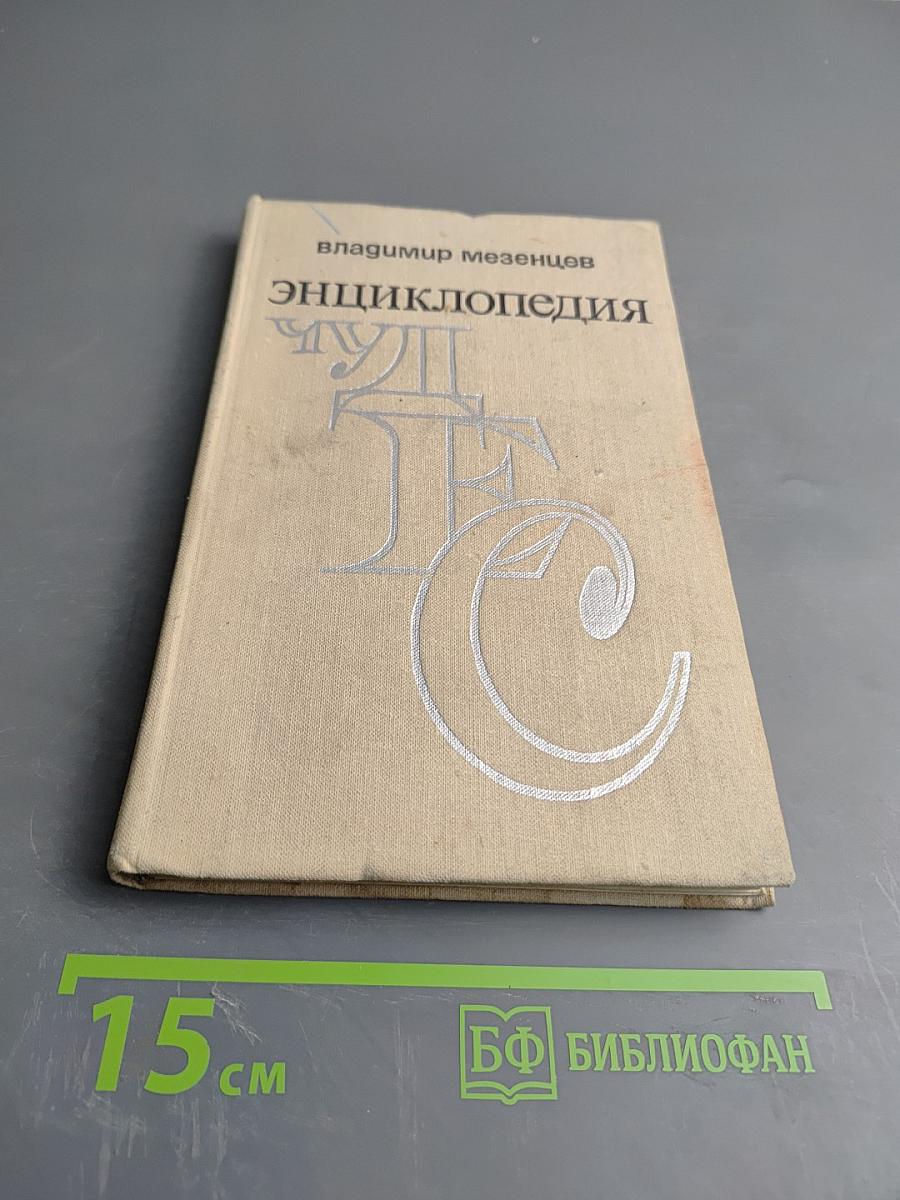 владимир мезенцев
энциклопедия
ЧУДЕС
15 см
БФ БИБЛИОФАН